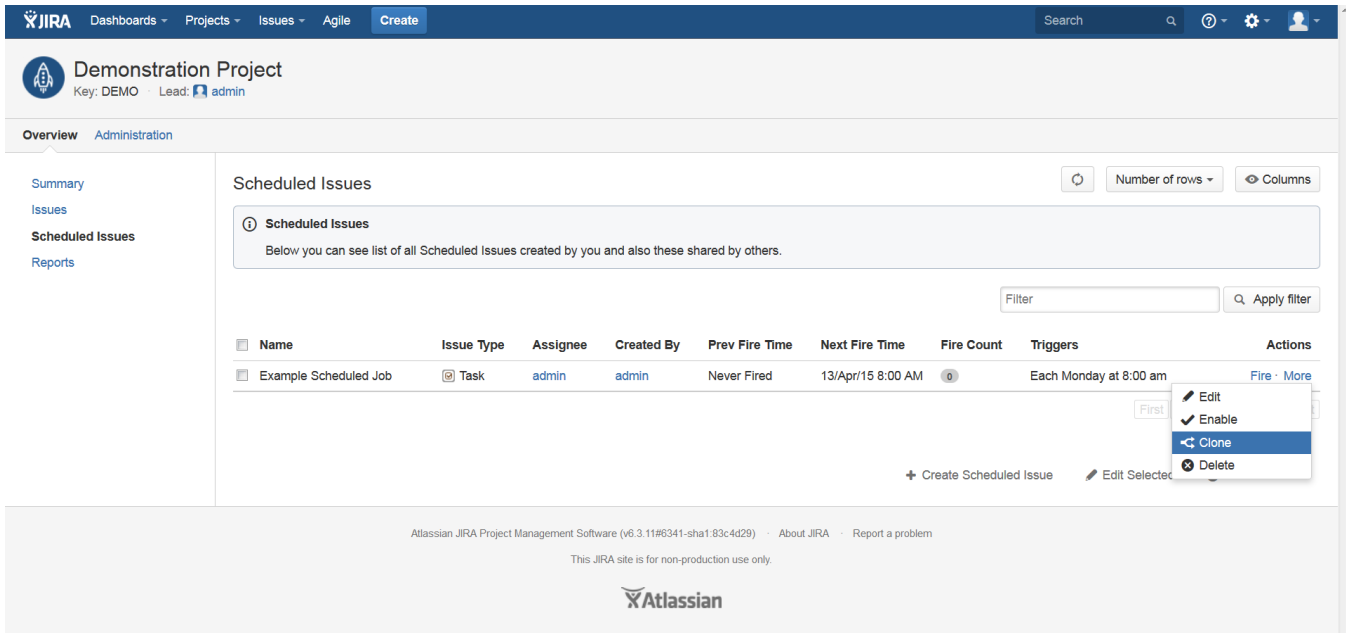 JIRA Dashboards Projects Issues Agile Create Search
Demonstration Project
Key: DEMO · Lead: admin
Overview Administration
Summary
Issues
Scheduled Issues
Reports
Scheduled Issues Number of rows Columns
Scheduled Issues
Below you can see list of all Scheduled Issues created by you and also these shared by others.
Filter Apply filter
Name Issue Type Assignee Created By Prev Fire Time Next Fire Time Fire Count Triggers Actions
Example Scheduled Job Task admin admin Never Fired 13/Apr/15 8:00 AM 0 Each Monday at 8:00 am Fire · More
Edit
First
Enable
Clone
Delete
Create Scheduled Issue Edit Selected
Atlassian JIRA Project Management Software (v6.3.11#6341-sha1:83c4d29) · About JIRA · Report a problem
This JIRA site is for non-production use only.
Atlassian